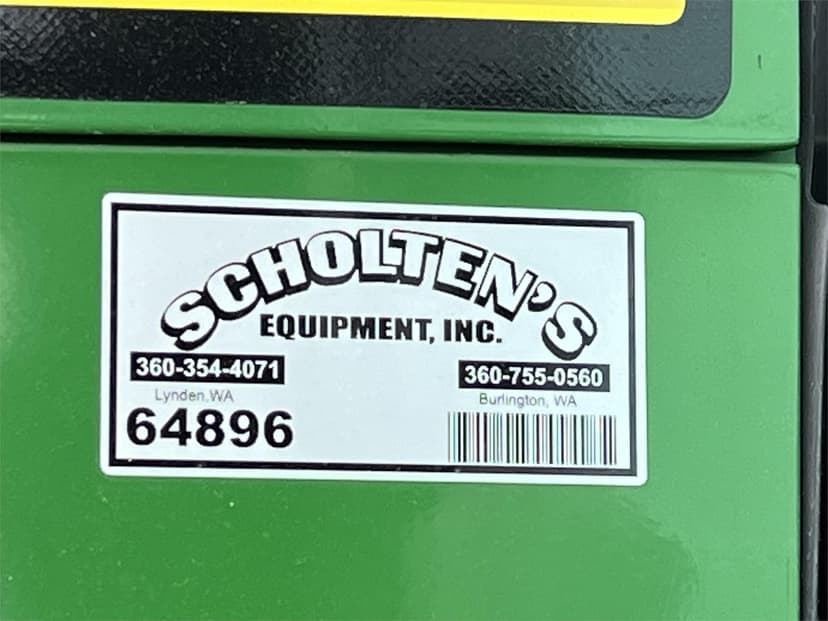 SCHOLTEN'S
EQUIPMENT, INC.
360-354-4071 360-755-0560
Lynden,WA Burlington, WA
64896